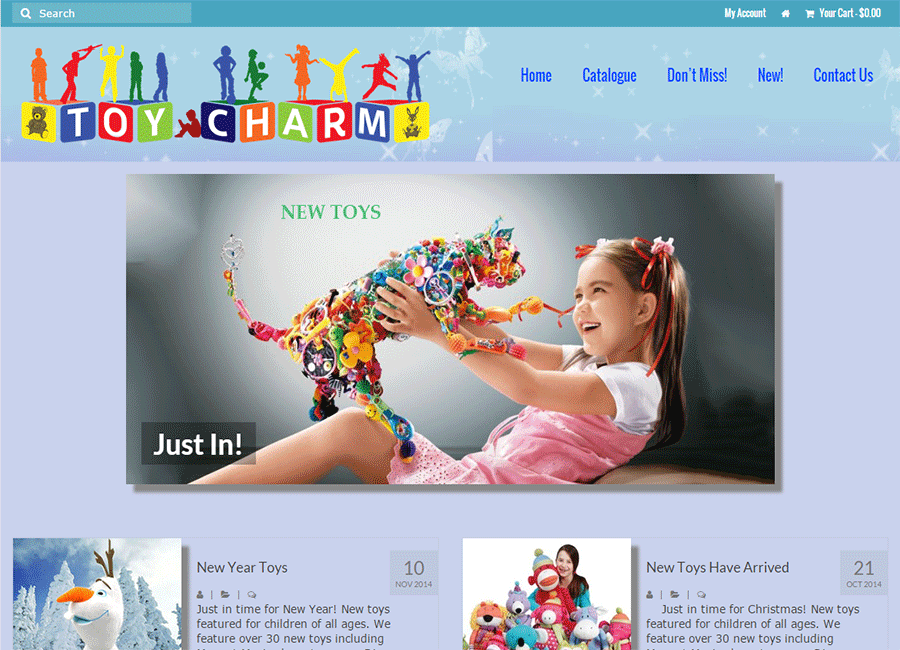 Search
My Account
Your Cart - $0.00
TOY CHARM
Home
Catalogue
Don't Miss!
New!
Contact Us
NEW TOYS
Just In!
New Year Toys
10
NOV 2014
| |
Just in time for New Year! New toys
featured for children of all ages. We
feature over 30 new toys including
New Toys Have Arrived
21
OCT 2014
| |
Just in time for Christmas! New toys
featured for children of all ages. We
feature over 30 new toys including